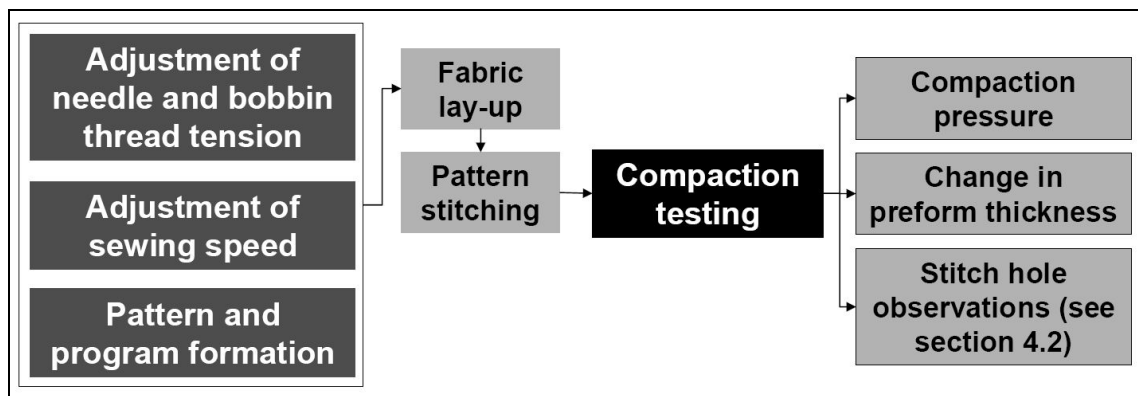 Adjustment of
needle and bobbin
thread tension
Adjustment of
sewing speed
Pattern and
program formation
Fabric
lay-up
Pattern
stitching
Compaction
testing
Compaction
pressure
Change in
preform thickness
Stitch hole
observations (see
section 4.2)